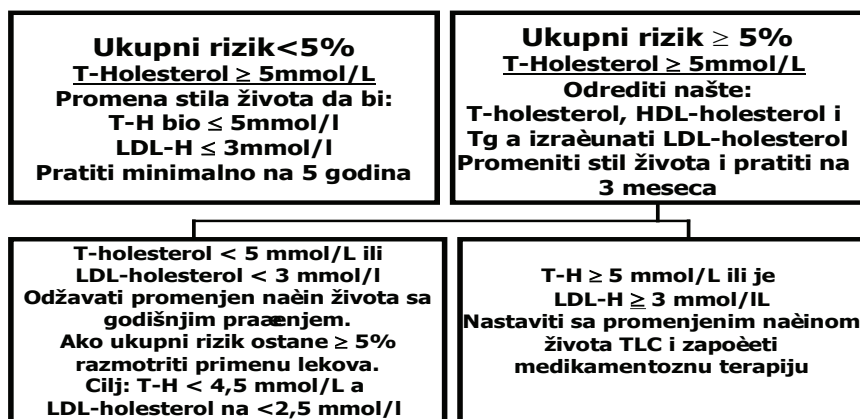 Ukupni rizik<5%
T-Holesterol ≥ 5mmol/L
Promena stila života da bi:
T-H bio ≤ 5mmol/l
LDL-H ≤ 3mmol/l
Pratiti minimalno na 5 godina
Ukupni rizik ≥ 5%
T-Holesterol ≥ 5mmol/L
Odrediti našte:
T-holesterol, HDL-holesterol i
Tg a izraèunati LDL-holesterol
Promeniti stil života i pratiti na
3 meseca
T-holesterol < 5 mmol/L ili
LDL-holesterol < 3 mmol/l
Odžavati promenjen naèin života sa
godišnjim praæenjem.
Ako ukupni rizik ostane ≥ 5%
razmotriti primenu lekova.
Cilj: T-H < 4,5 mmol/L a
LDL-holesterol na <2,5 mmol/l
T-H ≥ 5 mmol/L ili je
LDL-H ≥ 3 mmol/lL
Nastaviti sa promenjenim naèinom
života TLC i zapoèeti
medikamentoznu terapiju